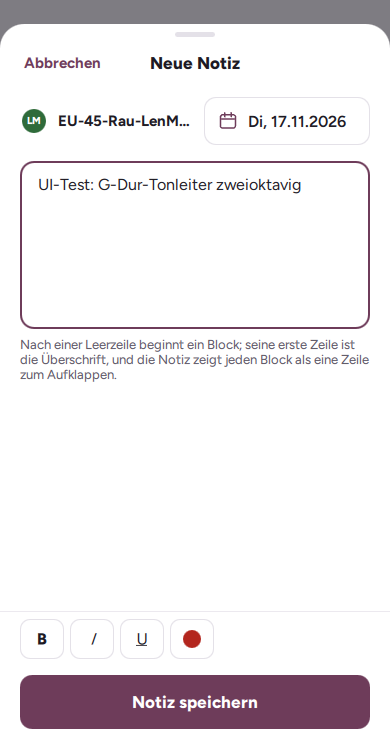 Abbrechen
Neue Notiz
LM
EU-45-Rau-LenM...
Di, 17.11.2026
UI-Test: G-Dur-Tonleiter zweioktavig
Nach einer Leerzeile beginnt ein Block; seine erste Zeile ist
die Überschrift, und die Notiz zeigt jeden Block als eine Zeile
zum Aufklappen.
B
I
U
Notiz speichern